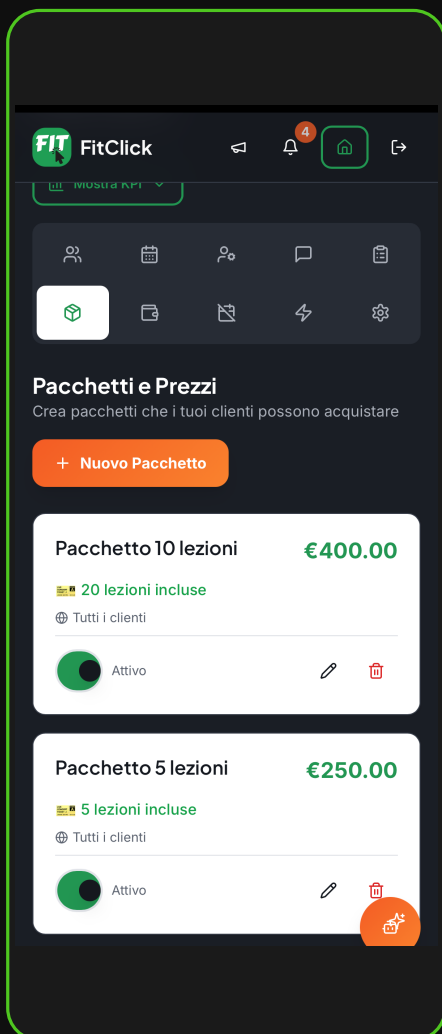 FIT
FitClick
4
Mostra KPI
Pacchetti e Prezzi
Crea pacchetti che i tuoi clienti possono acquistare
Nuovo Pacchetto
Pacchetto 10 lezioni
€400.00
20 lezioni incluse
Tutti i clienti
Attivo
Pacchetto 5 lezioni
€250.00
5 lezioni incluse
Tutti i clienti
Attivo